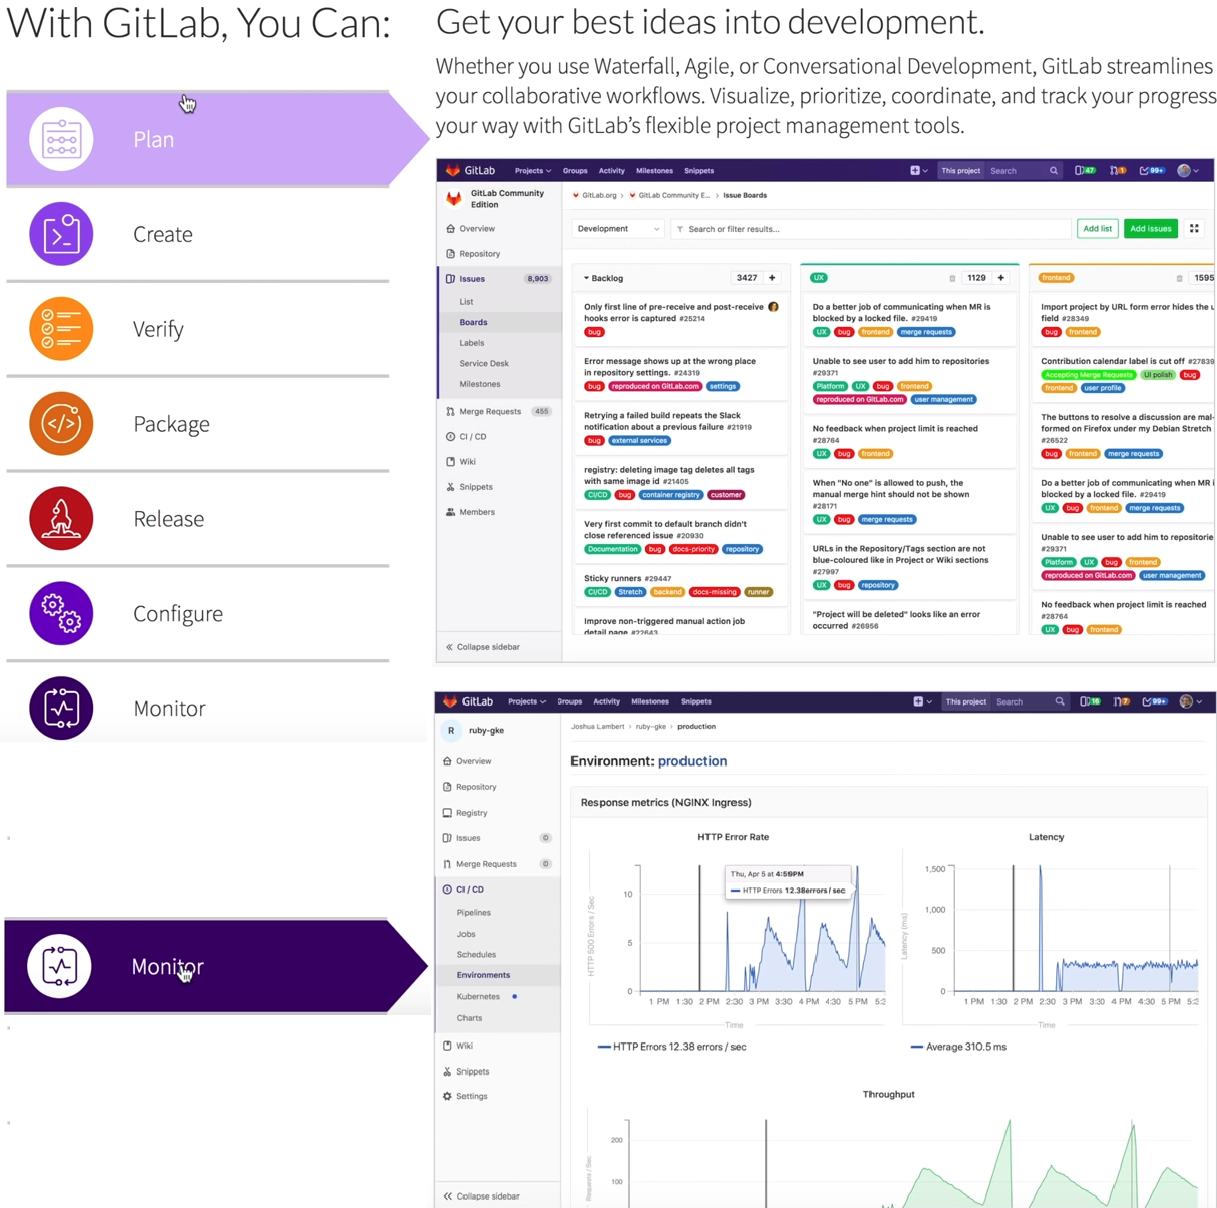 With GitLab, You Can:
Plan
Create
Verify
Package
Release
Configure
Monitor
Get your best ideas into development.
Whether you use Waterfall, Agile, or Conversational Development, GitLab streamlines
your collaborative workflows. Visualize, prioritize, coordinate, and track your progress
your way with GitLab's flexible project management tools.
GitLab Projects Groups Activity Milestones Snippets This project Search 47 1 99+
GitLab Community
Edition
Overview
Repository
Issues 8,903
List
Boards
Labels
Service Desk
Milestones
Merge Requests 455
CI / CD
Wiki
Snippets
Members
« Collapse sidebar
GitLab.org > GitLab Community E... > Issue Boards
Development Search or filter results... Add list Add issues
Backlog 3427 +
Only first line of pre-receive and post-receive
hooks error is captured #25214
bug
Error message shows up at the wrong place
in repository settings. #24319
bug reproduced on GitLab.com settings
Retrying a failed build repeats the Slack
notification about a previous failure #21919
bug external services
registry: deleting image tag deletes all tags
with same image id #21405
CI/CD bug container registry customer
Very first commit to default branch didn't
close referenced issue #20930
Documentation bug docs-priority repository
Sticky runners #29447
CI/CD Stretch backend docs-missing runner
Improve non-triggered manual action job
detail page #22643
UX 1129 +
Do a better job of communicating when MR is
blocked by a locked file. #29419
UX bug frontend merge requests
Unable to see user to add him to repositories
#29371
Platform UX bug frontend
reproduced on GitLab.com user management
No feedback when project limit is reached
#28764
UX bug frontend
When "No one" is allowed to push, the
manual merge hint should not be shown
#28171
UX bug merge requests
URLs in the Repository/Tags section are not
blue-coloured like in Project or Wiki sections
#27997
UX bug repository
"Project will be deleted" looks like an error
occurred #26956
frontend 1595
Import project by URL form error hides the u
field #28349
bug frontend
Contribution calendar label is cut off #27839
Accepting Merge Requests UI polish bug
frontend user profile
The buttons to resolve a discussion are mal-
formed on Firefox under my Debian Stretch
#26522
bug frontend merge requests
Do a better job of communicating when MR i
blocked by a locked file. #29419
UX bug frontend merge requests
Unable to see user to add him to repositorie
#29371
Platform UX bug frontend
reproduced on GitLab.com user management
No feedback when project limit is reached
#28764
UX bug frontend
Monitor
GitLab Projects Groups Activity Milestones Snippets This project Search 16 7 99+
R ruby-gke
Overview
Repository
Registry
Issues 0
Merge Requests 0
CI / CD
Pipelines
Jobs
Schedules
Environments
Kubernetes
Charts
Wiki
Snippets
Settings
« Collapse sidebar
Joshua Lambert > ruby-gke > production
Environment: production
Response metrics (NGINX Ingress)
HTTP Error Rate
HTTP 500 Errors / Sec
10
5
0
Thu, Apr 5 at 4:59PM
HTTP Errors 12.38errors / sec
1 PM 1:30 2 PM 2:30 3 PM 3:30 4 PM 4:30 5 PM 5:3
Time
HTTP Errors 12.38 errors / sec
Latency
Latency (ms)
1,500
1,000
500
0
1 PM 1:30 2 PM 2:30 3 PM 3:30 4 PM 4:30 5 PM 5:3
Time
Average 310.5 ms
Throughput
Requests / Sec
200
100